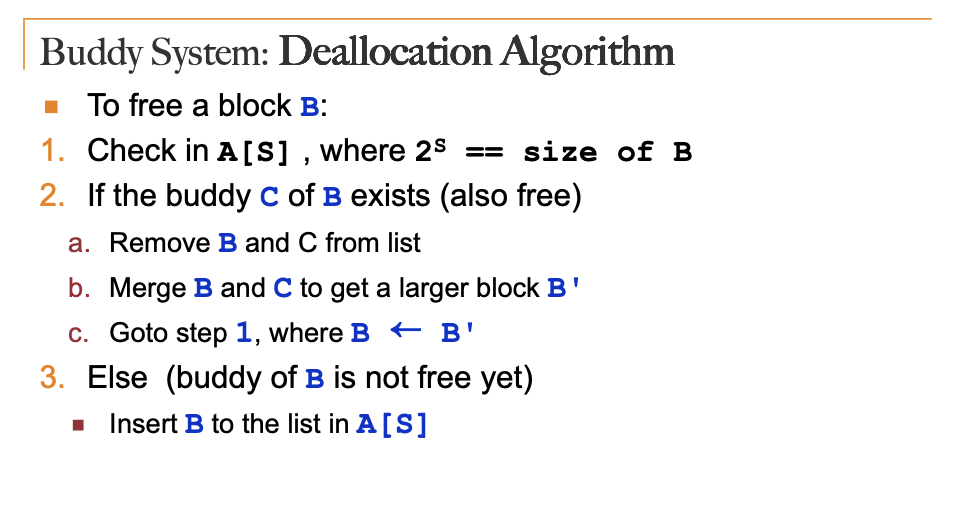 Buddy System: Deallocation Algorithm
■ To free a block B:
1. Check in A[S] , where 2ˢ == size of B
2. If the buddy C of B exists (also free)
a. Remove B and C from list
b. Merge B and C to get a larger block B'
c. Goto step 1, where B ← B'
3. Else (buddy of B is not free yet)
■ Insert B to the list in A[S]